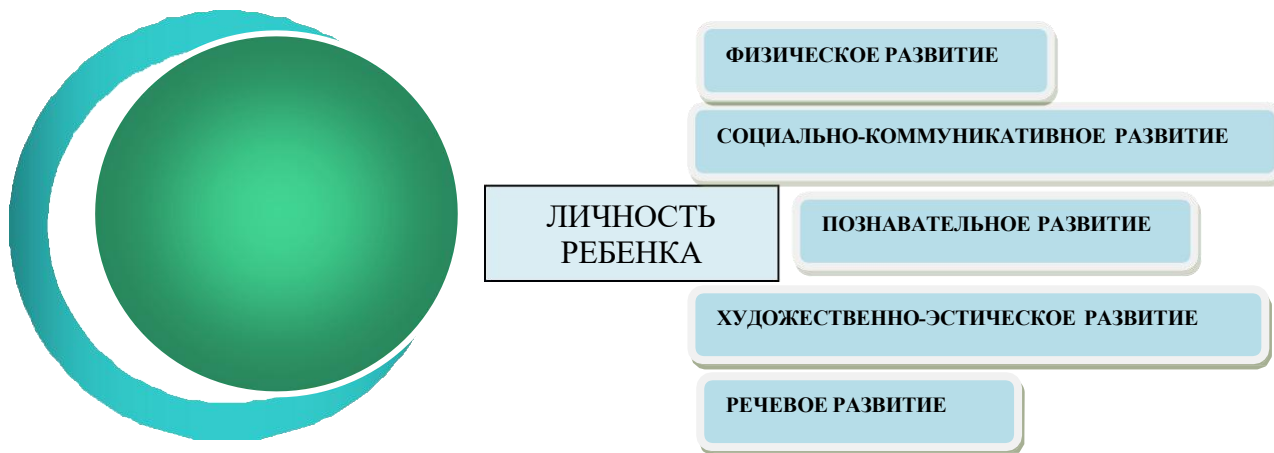 ФИЗИЧЕСКОЕ РАЗВИТИЕ
СОЦИАЛЬНО-КОММУНИКАТИВНОЕ РАЗВИТИЕ
ЛИЧНОСТЬ
РЕБЕНКА
ПОЗНАВАТЕЛЬНОЕ РАЗВИТИЕ
ХУДОЖЕСТВЕННО-ЭСТИЧЕСКОЕ РАЗВИТИЕ
РЕЧЕВОЕ РАЗВИТИЕ